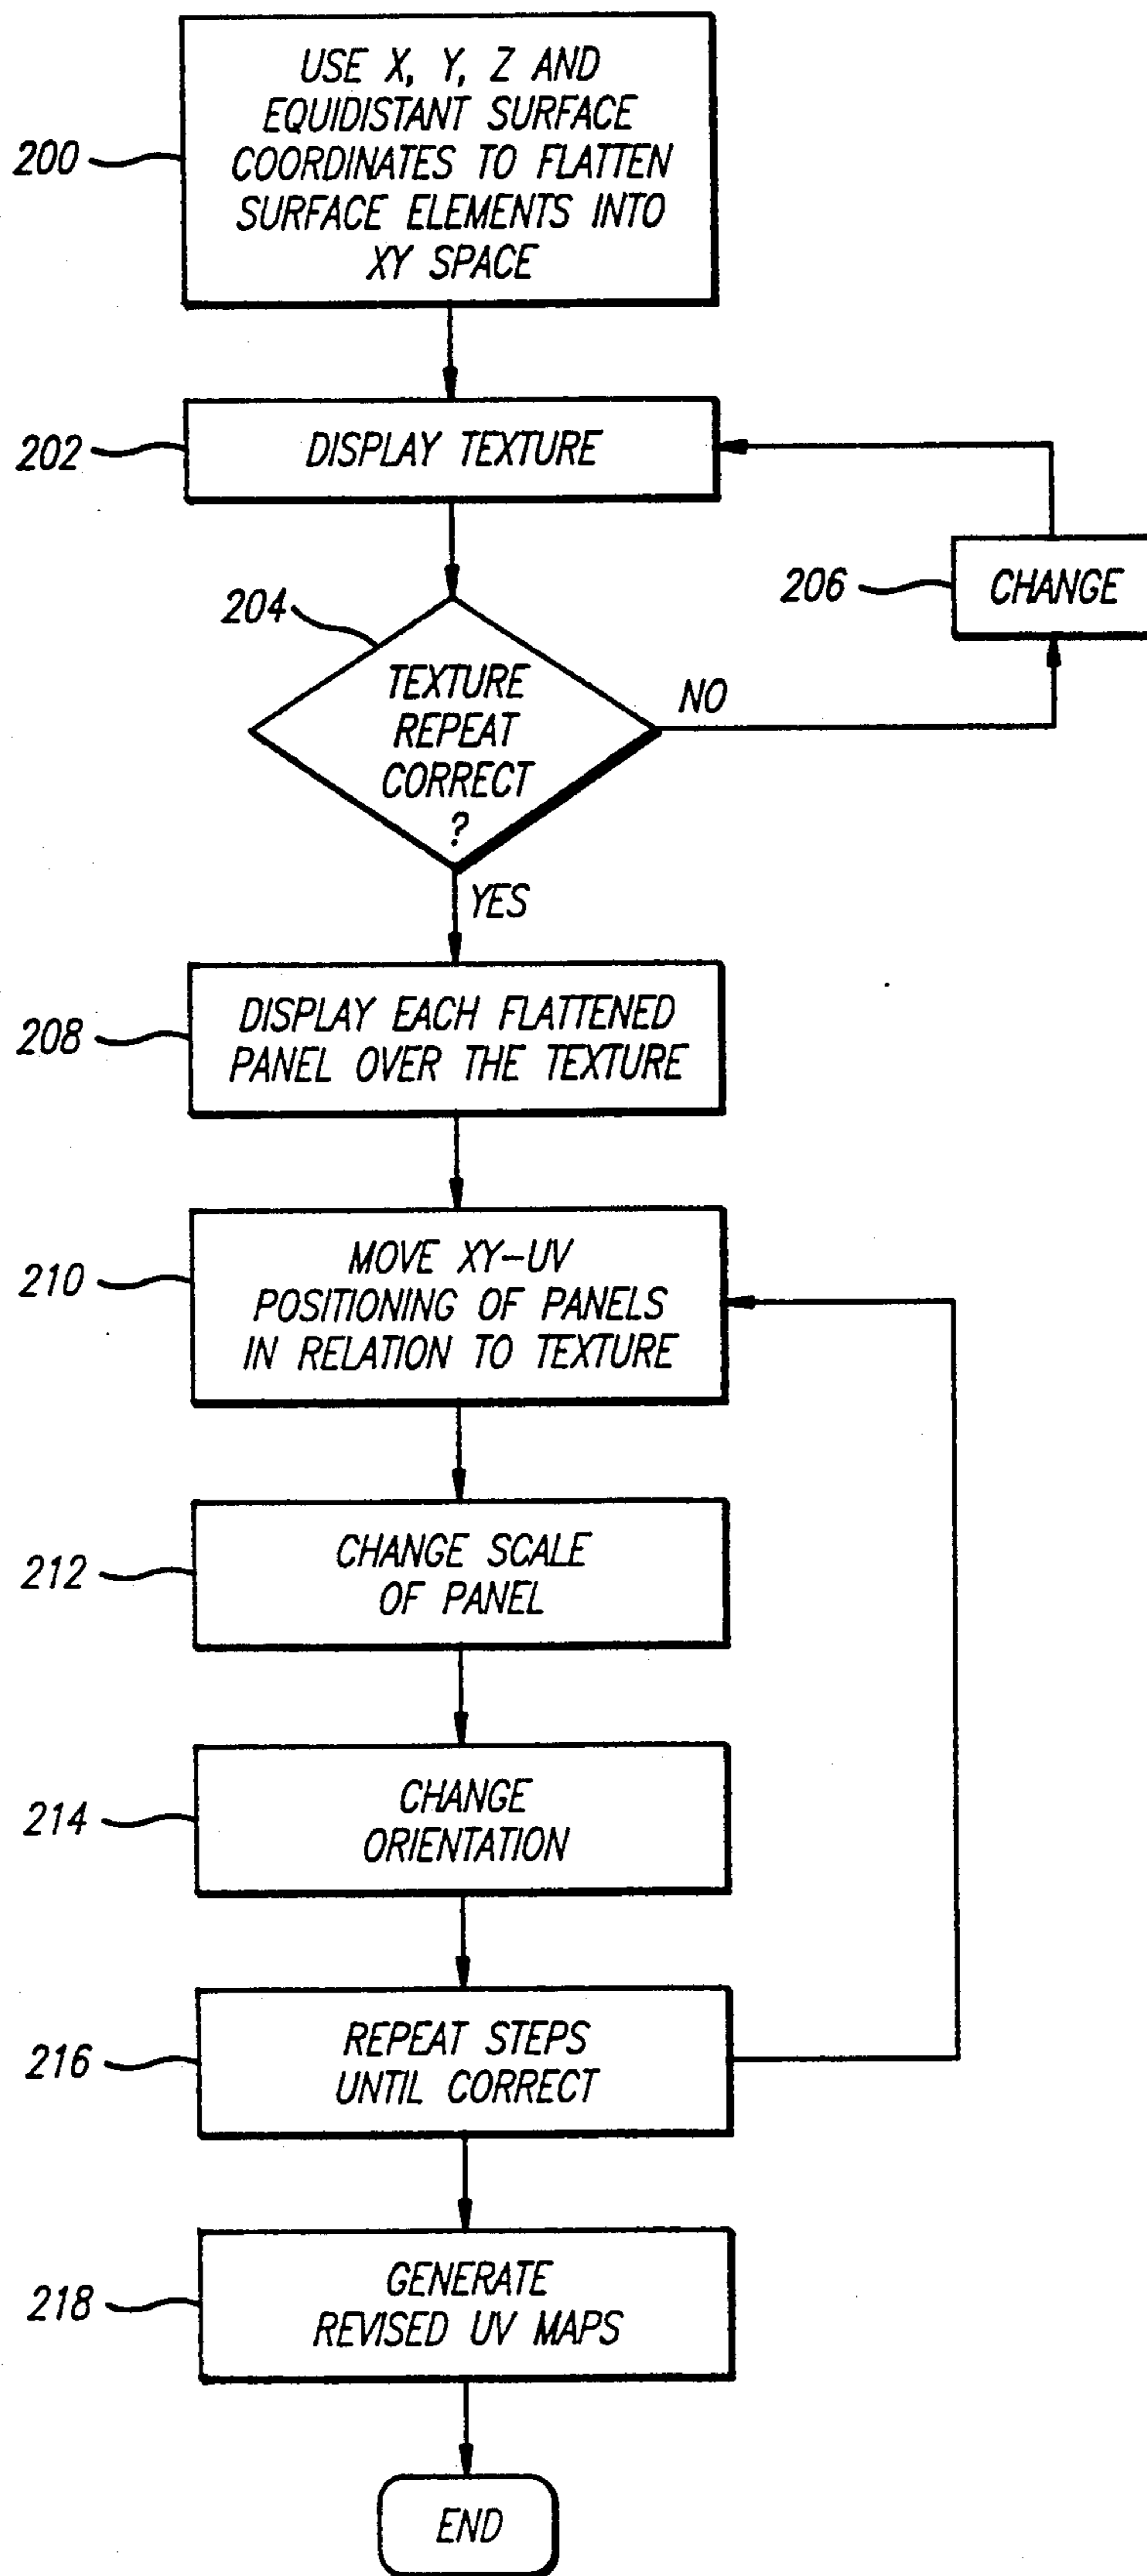 USE X, Y, Z AND
EQUIDISTANT SURFACE
COORDINATES TO FLATTEN
SURFACE ELEMENTS INTO
XY SPACE
200
DISPLAY TEXTURE
202
206
CHANGE
204
TEXTURE
REPEAT
CORRECT
?
NO
YES
208
DISPLAY EACH FLATTENED
PANEL OVER THE TEXTURE
210
MOVE XY-UV
POSITIONING OF PANELS
IN RELATION TO TEXTURE
212
CHANGE SCALE
OF PANEL
214
CHANGE
ORIENTATION
216
REPEAT STEPS
UNTIL CORRECT
218
GENERATE
REVISED UV MAPS
END